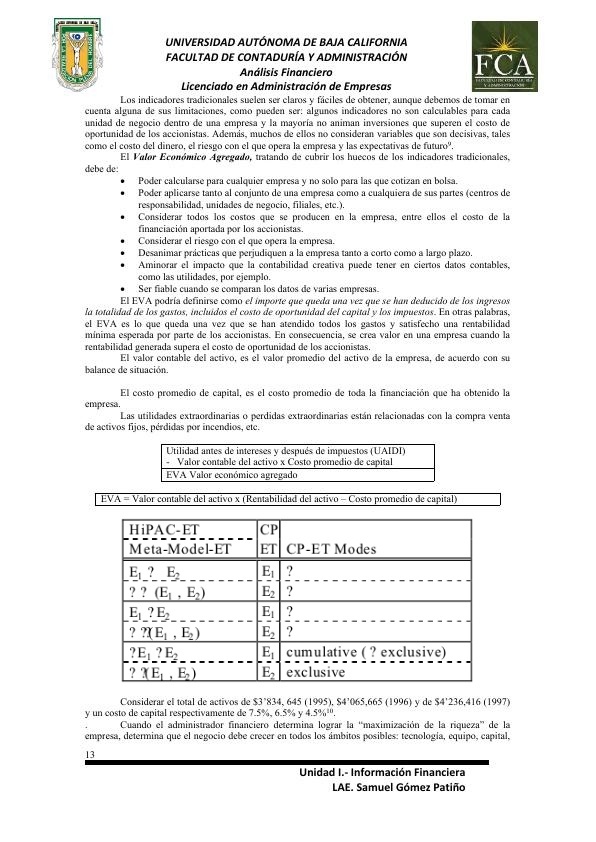 UNIVERSIDAD AUTÓNOMA DE BAJA CALIFORNIA
FACULTAD DE CONTADURÍA Y ADMINISTRACIÓN
Análisis Financiero
Licenciado en Administración de Empresas
FCA
Los indicadores tradicionales suelen ser claros y fáciles de obtener, aunque debemos de tomar en
cuenta alguna de sus limitaciones, como pueden ser: algunos indicadores no son calculables para cada
unidad de negocio dentro de una empresa y la mayoría no animan inversiones que superen el costo de
oportunidad de los accionistas. Además, muchos de ellos no consideran variables que son decisivas, tales
como el costo del dinero, el riesgo con el que opera la empresa y las expectativas de futuro⁹.
El Valor Económico Agregado, tratando de cubrir los huecos de los indicadores tradicionales,
debe de:
• Poder calcularse para cualquier empresa y no solo para las que cotizan en bolsa.
• Poder aplicarse tanto al conjunto de una empresa como a cualquiera de sus partes (centros de
responsabilidad, unidades de negocio, filiales, etc.).
• Considerar todos los costos que se producen en la empresa, entre ellos el costo de la
financiación aportada por los accionistas.
• Considerar el riesgo con el que opera la empresa.
• Desanimar prácticas que perjudiquen a la empresa tanto a corto como a largo plazo.
• Aminorar el impacto que la contabilidad creativa puede tener en ciertos datos contables,
como las utilidades, por ejemplo.
• Ser fiable cuando se comparan los datos de varias empresas.
El EVA podría definirse como el importe que queda una vez que se han deducido de los ingresos
la totalidad de los gastos, incluidos el costo de oportunidad del capital y los impuestos. En otras palabras,
el EVA es lo que queda una vez que se han atendido todos los gastos y satisfecho una rentabilidad
mínima esperada por parte de los accionistas. En consecuencia, se crea valor en una empresa cuando la
rentabilidad generada supera el costo de oportunidad de los accionistas.
El valor contable del activo, es el valor promedio del activo de la empresa, de acuerdo con su
balance de situación.
El costo promedio de capital, es el costo promedio de toda la financiación que ha obtenido la
empresa.
Las utilidades extraordinarias o perdidas extraordinarias están relacionadas con la compra venta
de activos fijos, pérdidas por incendios, etc.
Utilidad antes de intereses y después de impuestos (UAIDI)
- Valor contable del activo x Costo promedio de capital
EVA Valor económico agregado
EVA = Valor contable del activo x (Rentabilidad del activo – Costo promedio de capital)
HiPAC-ET CP
Meta-Model-ET ET CP-ET Modes
E₁ ? E₂ E₁ ?
? ? (E₁ , E₂) E₂ ?
E₁ ?E₂ E₁ ?
? ?(E₁ , E₂) E₂ ?
?E₁ ?E₂ E₁ cumulative ( ? exclusive)
? ?(E₁ , E₂) E₂ exclusive
Considerar el total de activos de $3’834, 645 (1995), $4’065,665 (1996) y de $4’236,416 (1997)
y un costo de capital respectivamente de 7.5%, 6.5% y 4.5%¹⁰.
. Cuando el administrador financiero determina lograr la “maximización de la riqueza” de la
empresa, determina que el negocio debe crecer en todos los ámbitos posibles: tecnología, equipo, capital,
13
Unidad I.- Información Financiera
LAE. Samuel Gómez Patiño